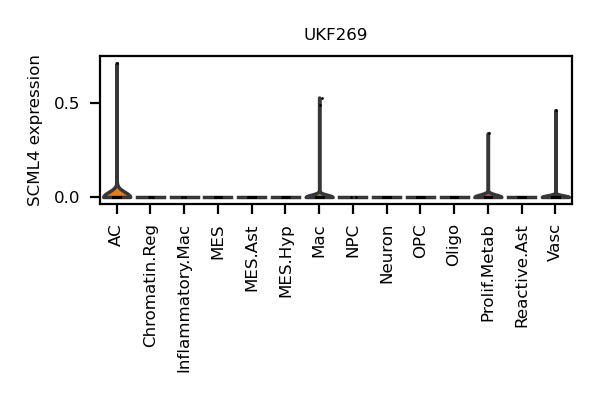 UKF269
SCML4 expression
0.5
0.0
AC
Chromatin.Reg
Inflammatory.Mac
MES
MES.Ast
MES.Hyp
Mac
NPC
Neuron
OPC
Oligo
Prolif.Metab
Reactive.Ast
Vasc